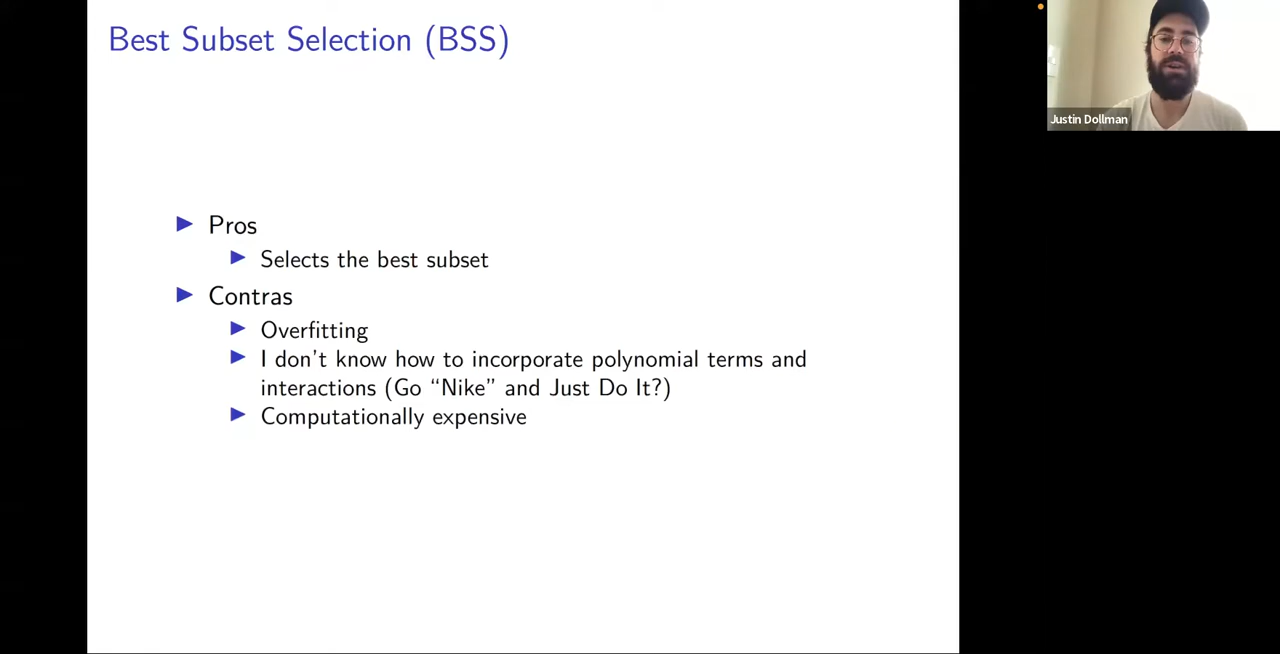 Best Subset Selection (BSS)
Justin Dollman
Pros
Selects the best subset
Contras
Overfitting
I don't know how to incorporate polynomial terms and
interactions (Go “Nike” and Just Do It?)
Computationally expensive